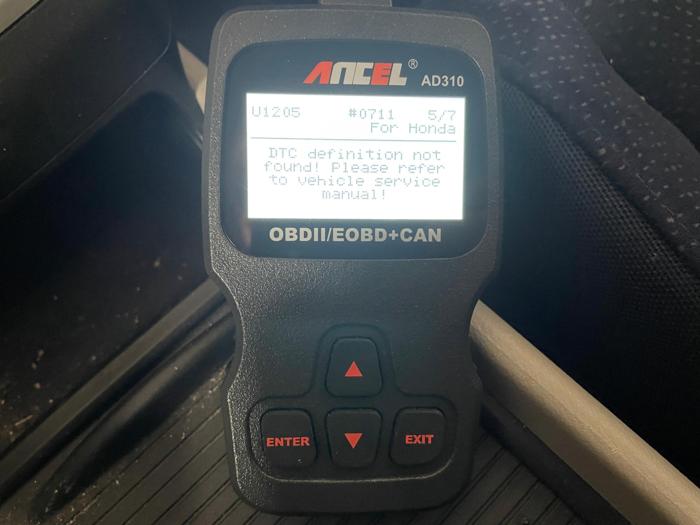 ANCEL®
AD310
U1205 #0711 5/7
For Honda
DTC definition not
found! Please refer
to vehicle service
manual!
OBDII/EOBD+CAN
ENTER EXIT